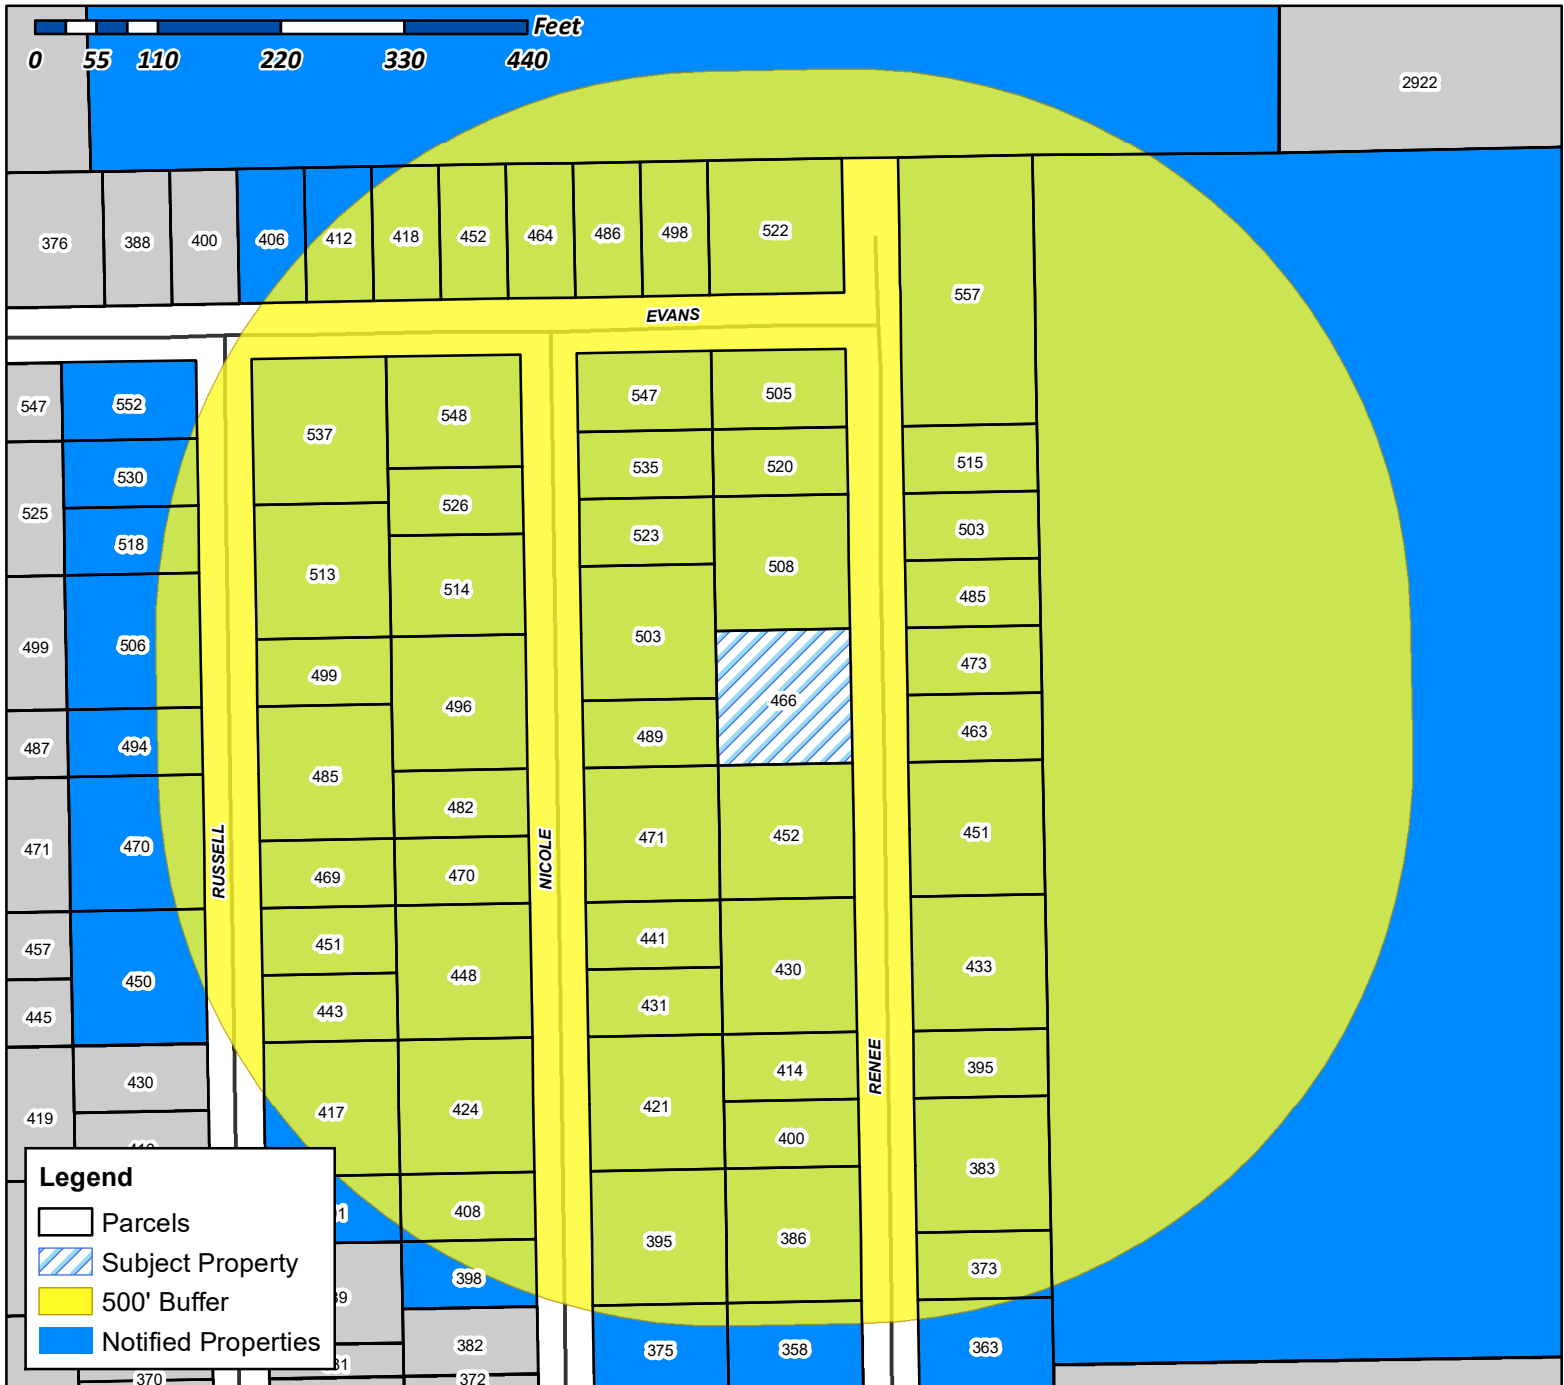 Feet
0 55 110 220 330 440
2922
376 388 400 406 412 418 452 464 486 498 522
557
EVANS
547 552 537 548 547 505
530 526 535 520 515
525 518 513 514 523 508 503
485
499 506 499 496 503 466 473
487 494 485 489 463
482
471 470 469 470 471 452 451
RUSSELL
NICOLE
457 451 448 441 430 433
450
445 443 431
RENEE
430 414 395
419 417 424 421 400 383
408 395 386
398 373
382 375 358 363
370 372
Legend
Parcels
Subject Property
500' Buffer
Notified Properties